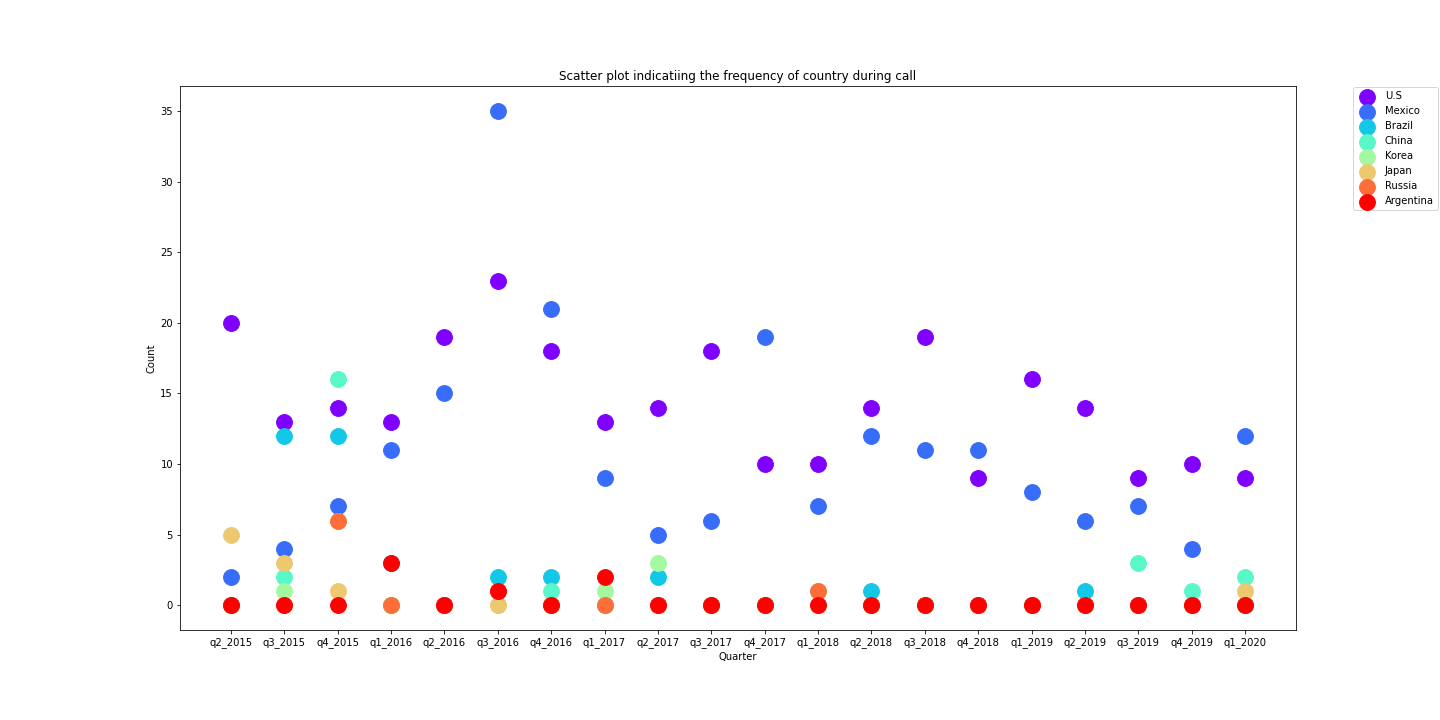 Scatter plot indicatiing the frequency of country during call
U.S
Mexico
Brazil
China
Korea
Japan
Russia
Argentina
Count
35
30
25
20
15
10
5
0
q2_2015 q3_2015 q4_2015 q1_2016 q2_2016 q3_2016 q4_2016 q1_2017 q2_2017 q3_2017 q4_2017 q1_2018 q2_2018 q3_2018 q4_2018 q1_2019 q2_2019 q3_2019 q4_2019 q1_2020
Quarter